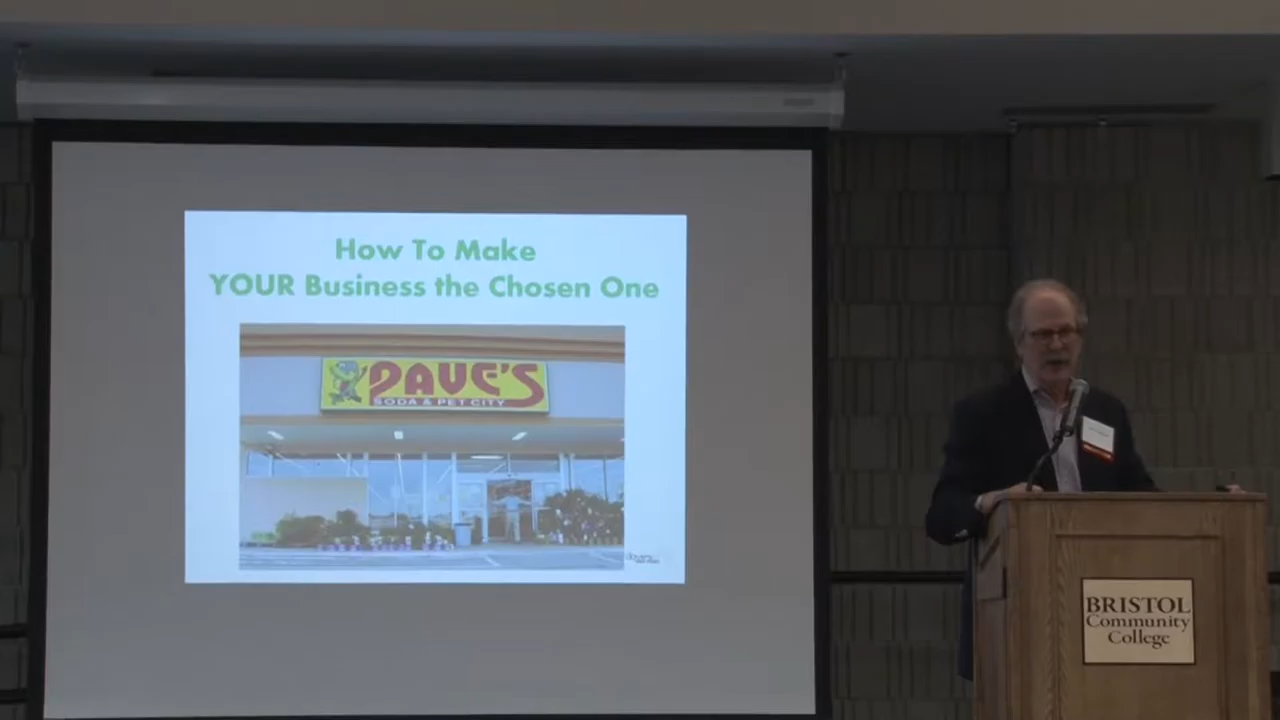 How To Make
YOUR Business the Chosen One
DAVE'S
SODA & PET CITY
BRISTOL
Community
College